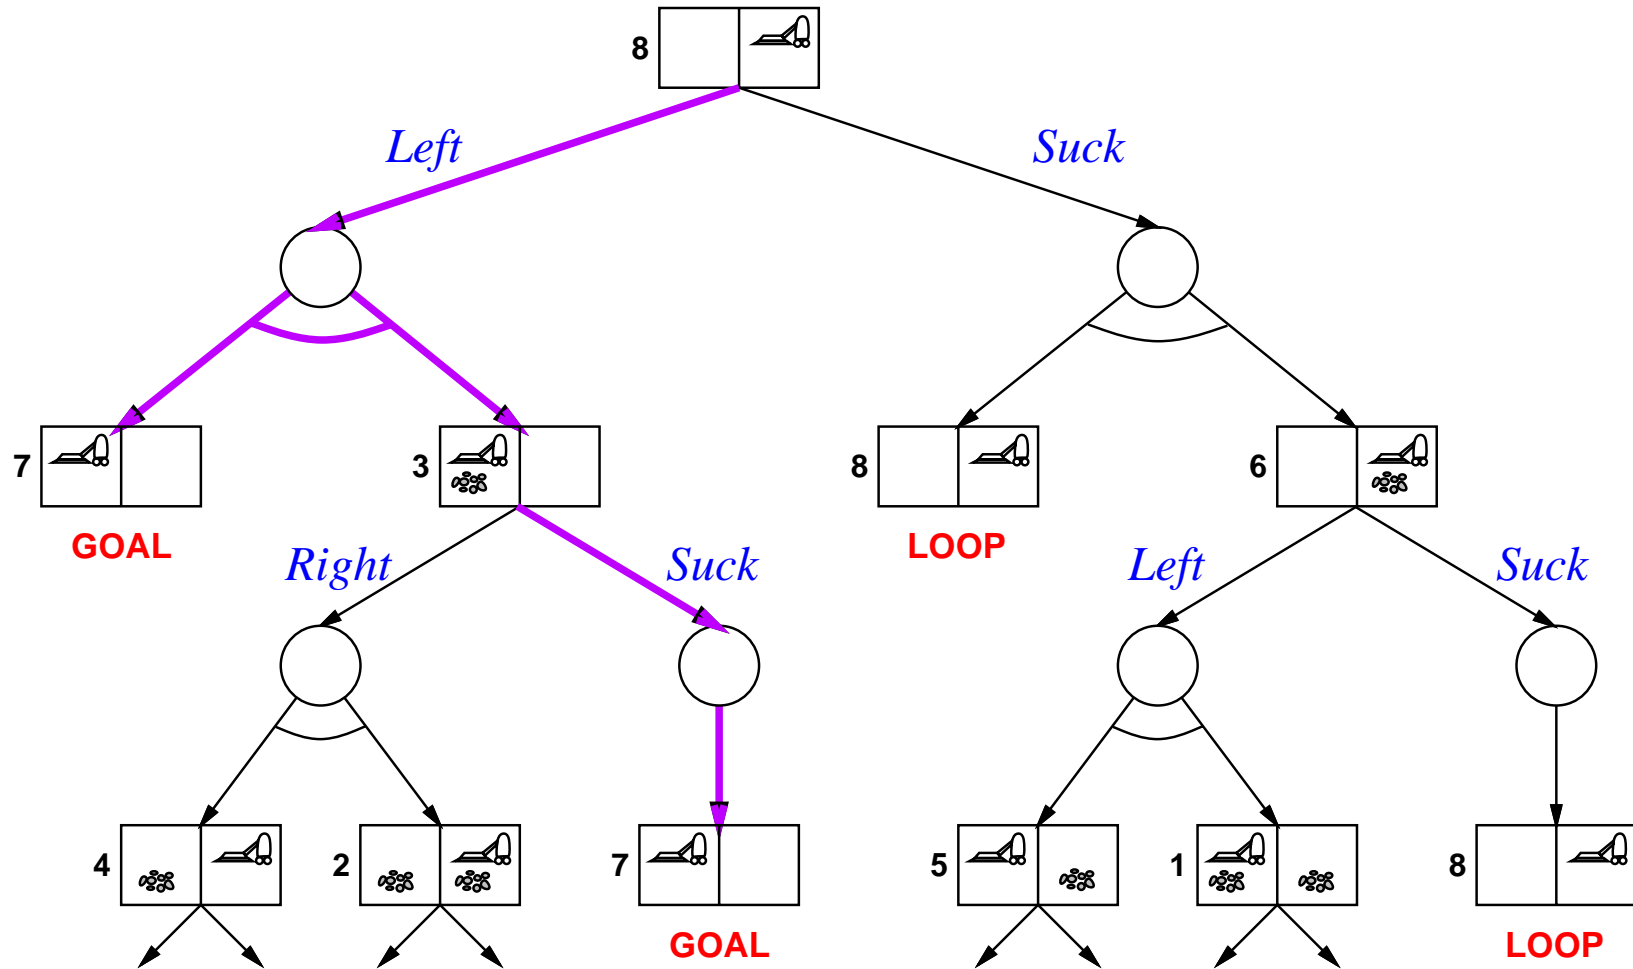 8
Left Suck
7 3 8 6
GOAL LOOP
Right Suck Left Suck
4 2 7 5 1 8
GOAL LOOP